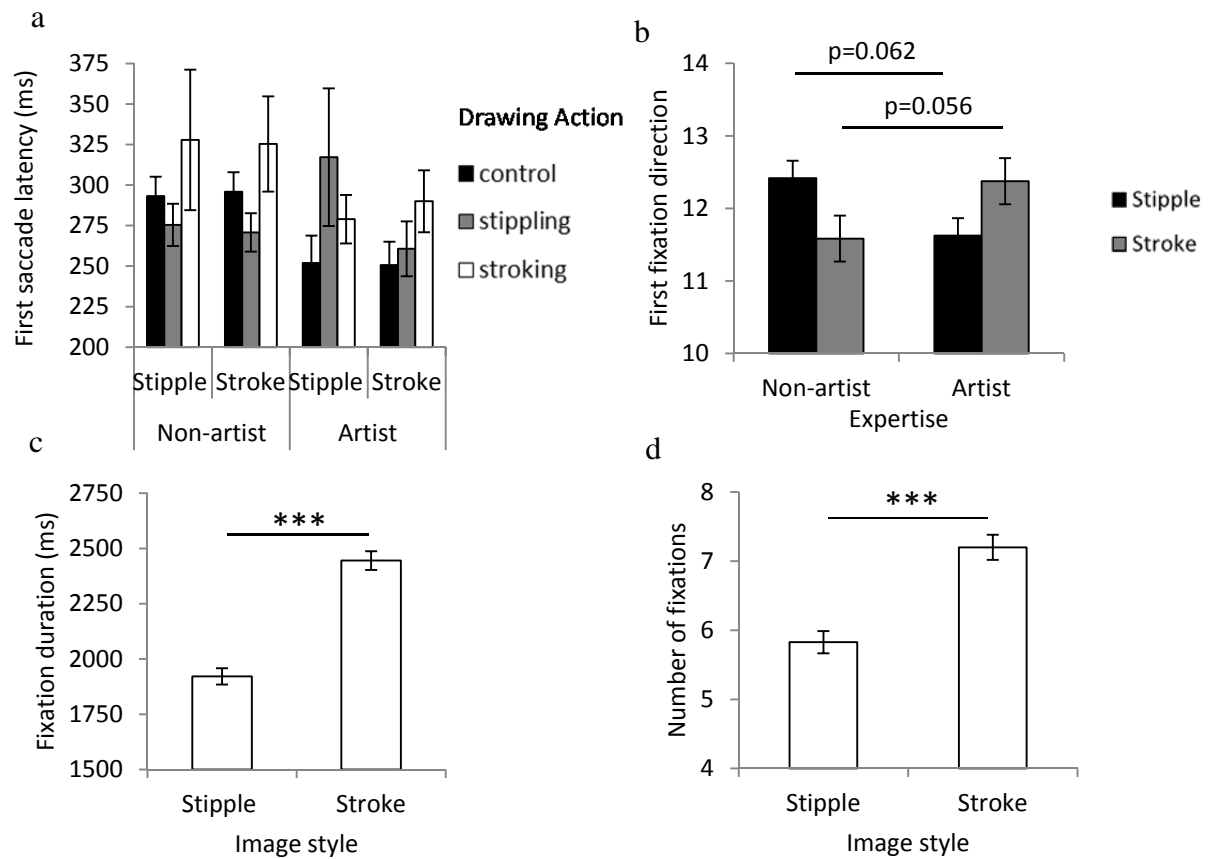 a
First saccade latency (ms)
375
350
325
300
275
250
225
200
Stipple Stroke Stipple Stroke
Non-artist Artist
Drawing Action
control
stippling
stroking
b
p=0.062
p=0.056
First fixation direction
14
13
12
11
10
Non-artist Artist
Expertise
Stipple
Stroke
c
***
Fixation duration (ms)
2750
2500
2250
2000
1750
1500
Stipple Stroke
Image style
d
***
Number of fixations
8
7
6
5
4
Stipple Stroke
Image style